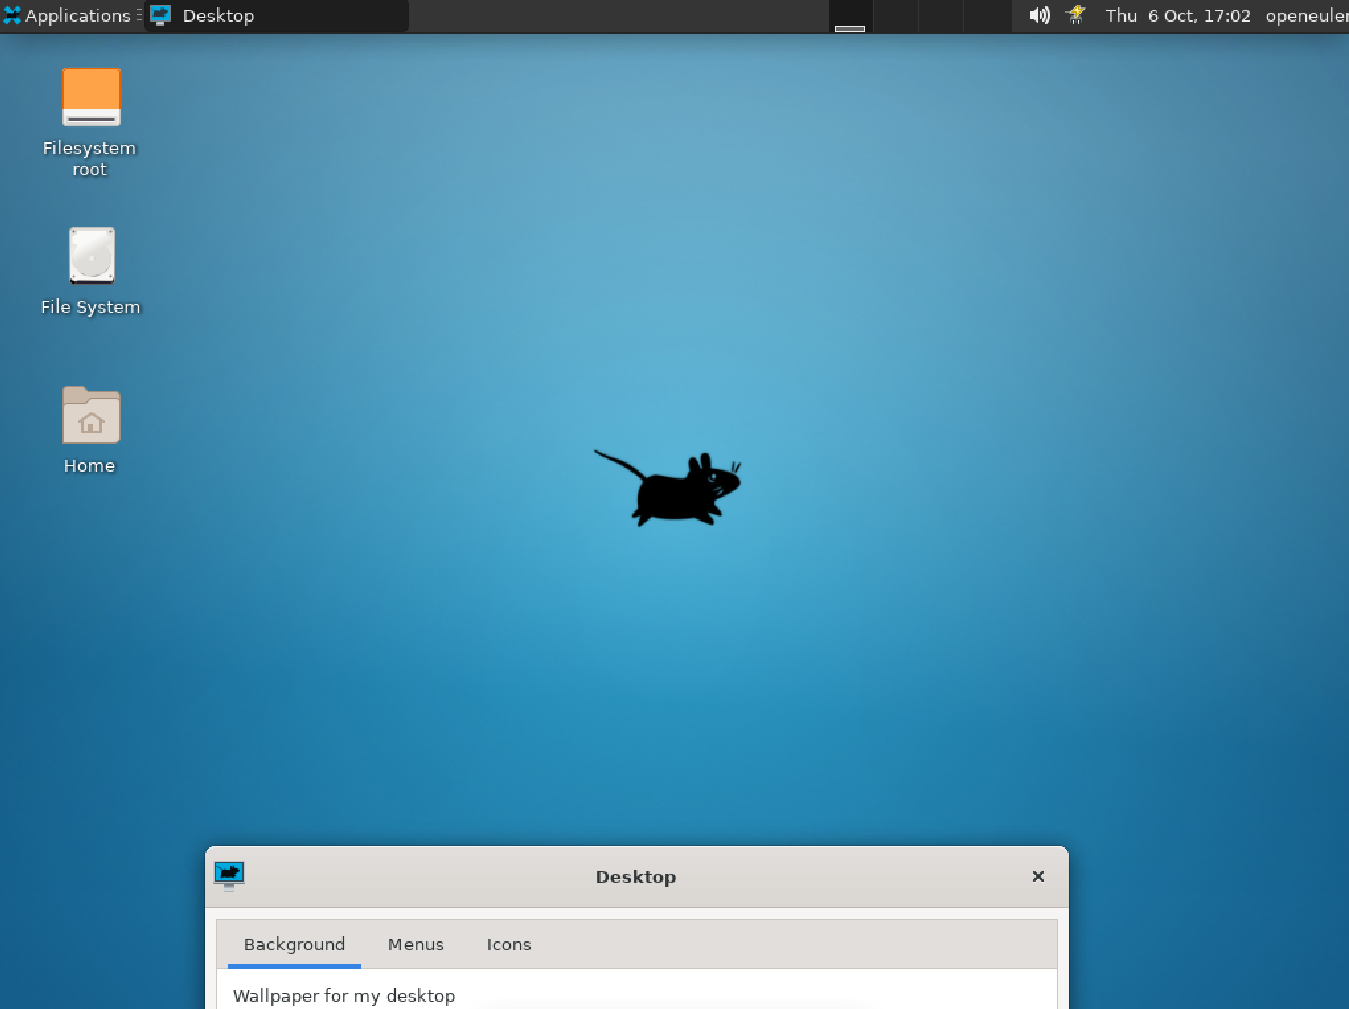 Applications
Desktop
Thu 6 Oct, 17:02
openeuler
Filesystem
root
File System
Home
Desktop
Background
Menus
Icons
Wallpaper for my desktop